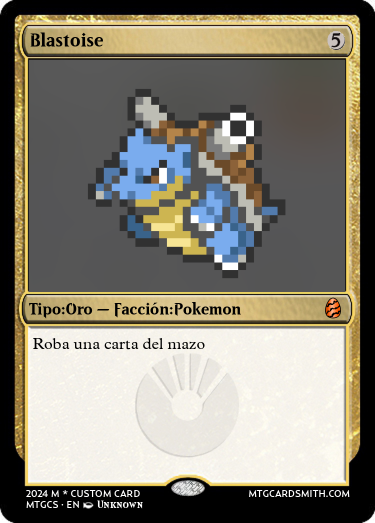 Blastoise 5
Tipo:Oro — Facción:Pokemon
Roba una carta del mazo
2024 M * CUSTOM CARD
MTGCS · EN UNKNOWN
MTGCARDSMITH.COM